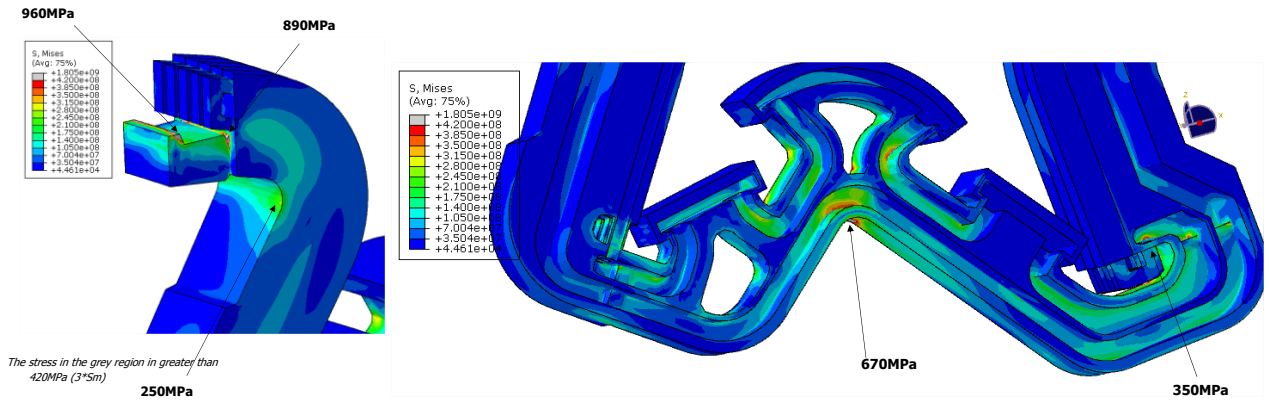 960MPa
890MPa
S, Mises
(Avg: 75%)
+1.805e+09
+4.200e+08
+3.850e+08
+3.500e+08
+3.150e+08
+2.800e+08
+2.450e+08
+2.100e+08
+1.750e+08
+1.400e+08
+1.050e+08
+7.004e+07
+3.504e+07
+4.461e+04
The stress in the grey region in greater than
420MPa (3*Sm)
250MPa
S, Mises
(Avg: 75%)
+1.805e+09
+4.200e+08
+3.850e+08
+3.500e+08
+3.150e+08
+2.800e+08
+2.450e+08
+2.100e+08
+1.750e+08
+1.400e+08
+1.050e+08
+7.004e+07
+3.504e+07
+4.461e+04
Z
X
670MPa
350MPa